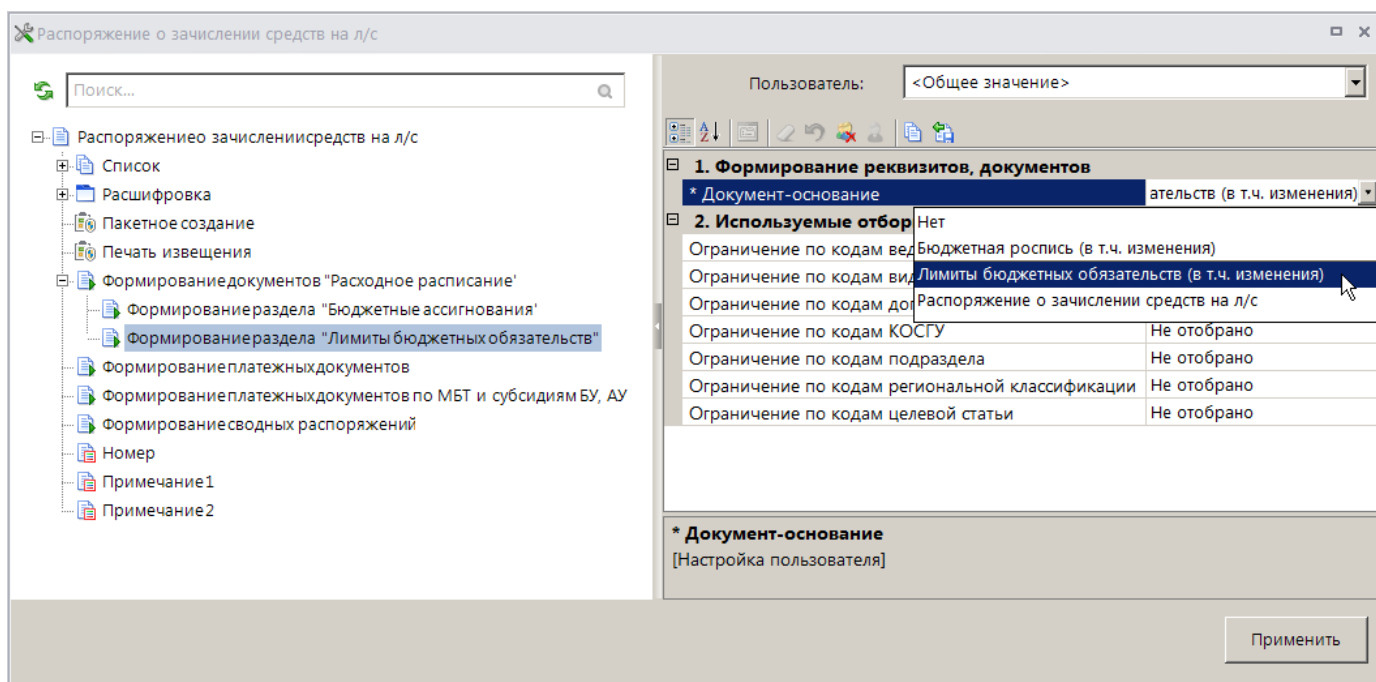 Распоряжение о зачислении средств на л/с
Поиск...
Распоряжениео зачислениисредств на л/с
Список
Расшифровка
Пакетное создание
Печать извещения
Формированиедокументов "Расходное расписание'
Формированиераздела "Бюджетные ассигнования'
Формированиераздела "Лимиты бюджетных обязательств"
Формированиеплатежныхдокументов
Формированиеплатежныхдокументов по МБТ и субсидиям БУ, АУ
Формированиесводных распоряжений
Номер
Примечание1
Примечание2
Пользователь: <Общее значение>
1. Формирование реквизитов, документов
* Документ-основание ательств (в т.ч. изменения)
2. Используемые отбор
Нет
Ограничение по кодам вед
Бюджетная роспись (в т.ч. изменения)
Ограничение по кодам вид
Лимиты бюджетных обязательств (в т.ч. изменения)
Ограничение по кодам доп
Распоряжение о зачислении средств на л/с
Ограничение по кодам КОСГУ Не отобрано
Ограничение по кодам подраздела Не отобрано
Ограничение по кодам региональной классификации Не отобрано
Ограничение по кодам целевой статьи Не отобрано
* Документ-основание
[Настройка пользователя]
Применить